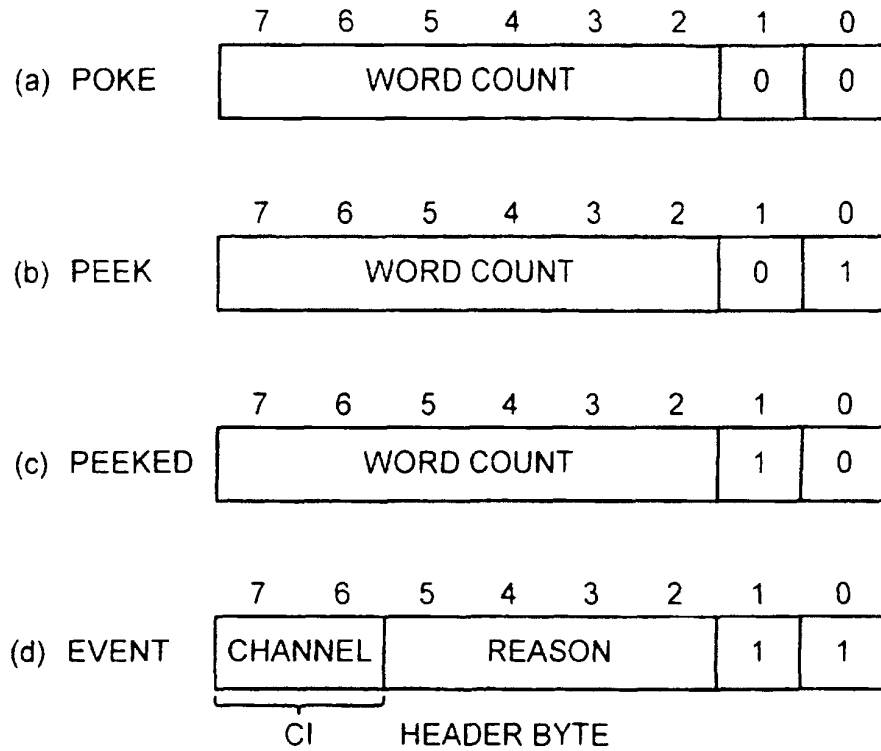 7 6 5 4 3 2 1 0
(a) POKE WORD COUNT 0 0
7 6 5 4 3 2 1 0
(b) PEEK WORD COUNT 0 1
7 6 5 4 3 2 1 0
(c) PEEKED WORD COUNT 1 0
7 6 5 4 3 2 1 0
(d) EVENT CHANNEL REASON 1 1
CI HEADER BYTE